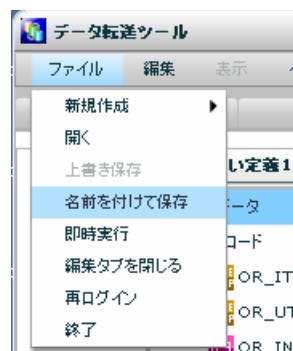 データ転送ツール
ファイル 編集 表示
新規作成
開く
上書き保存
名前を付けて保存
即時実行
編集タブを閉じる
再ログイン
終了
い定義1
ータ
コード
OR_IT
OR_UT
OR_IN